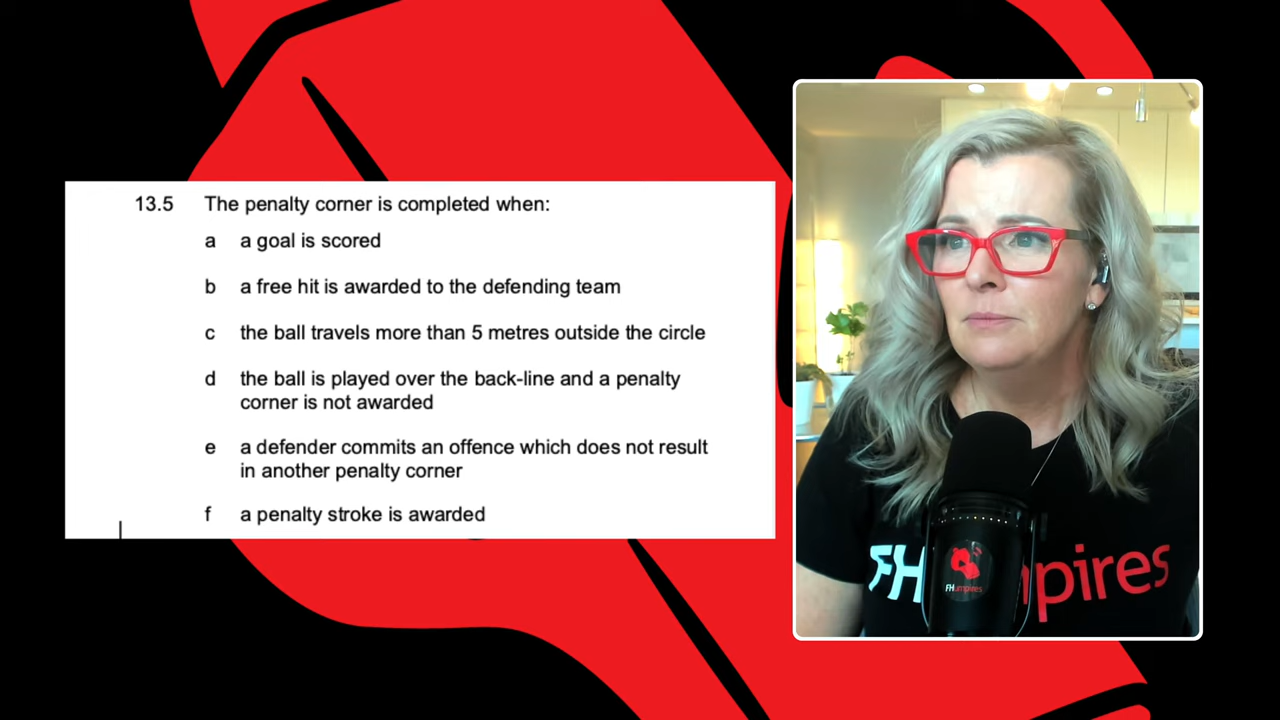 13.5 The penalty corner is completed when:
a a goal is scored
b a free hit is awarded to the defending team
c the ball travels more than 5 metres outside the circle
d the ball is played over the back-line and a penalty
corner is not awarded
e a defender commits an offence which does not result
in another penalty corner
f a penalty stroke is awarded
FH mpires
FHumpires